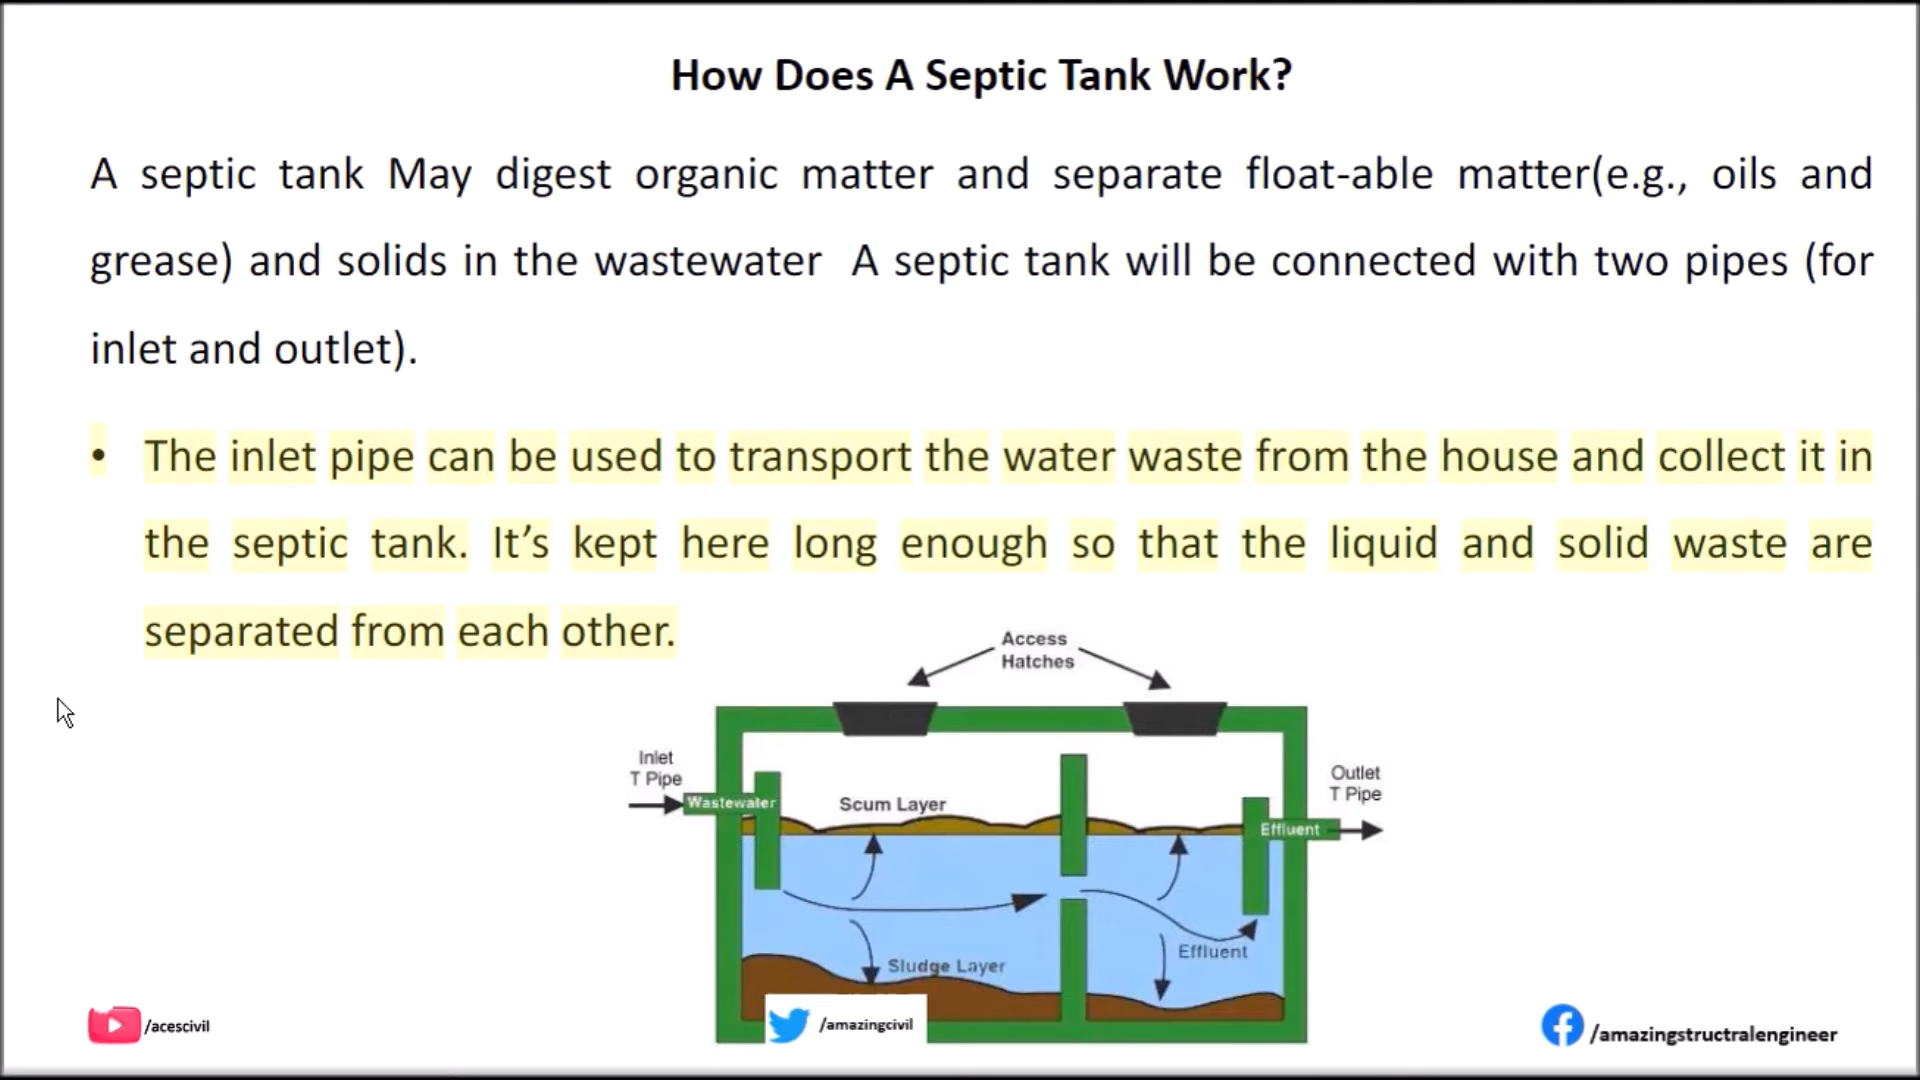 How Does A Septic Tank Work?
A septic tank May digest organic matter and separate float-able matter(e.g., oils and
grease) and solids in the wastewater A septic tank will be connected with two pipes (for
inlet and outlet).
• The inlet pipe can be used to transport the water waste from the house and collect it in
the septic tank. It’s kept here long enough so that the liquid and solid waste are
separated from each other.
Access
Hatches
Inlet
T Pipe
Wastewater
Scum Layer
Outlet
T Pipe
Effluent
Effluent
Sludge Layer
/acescivil
/amazingcivil
/amazingstructralengineer